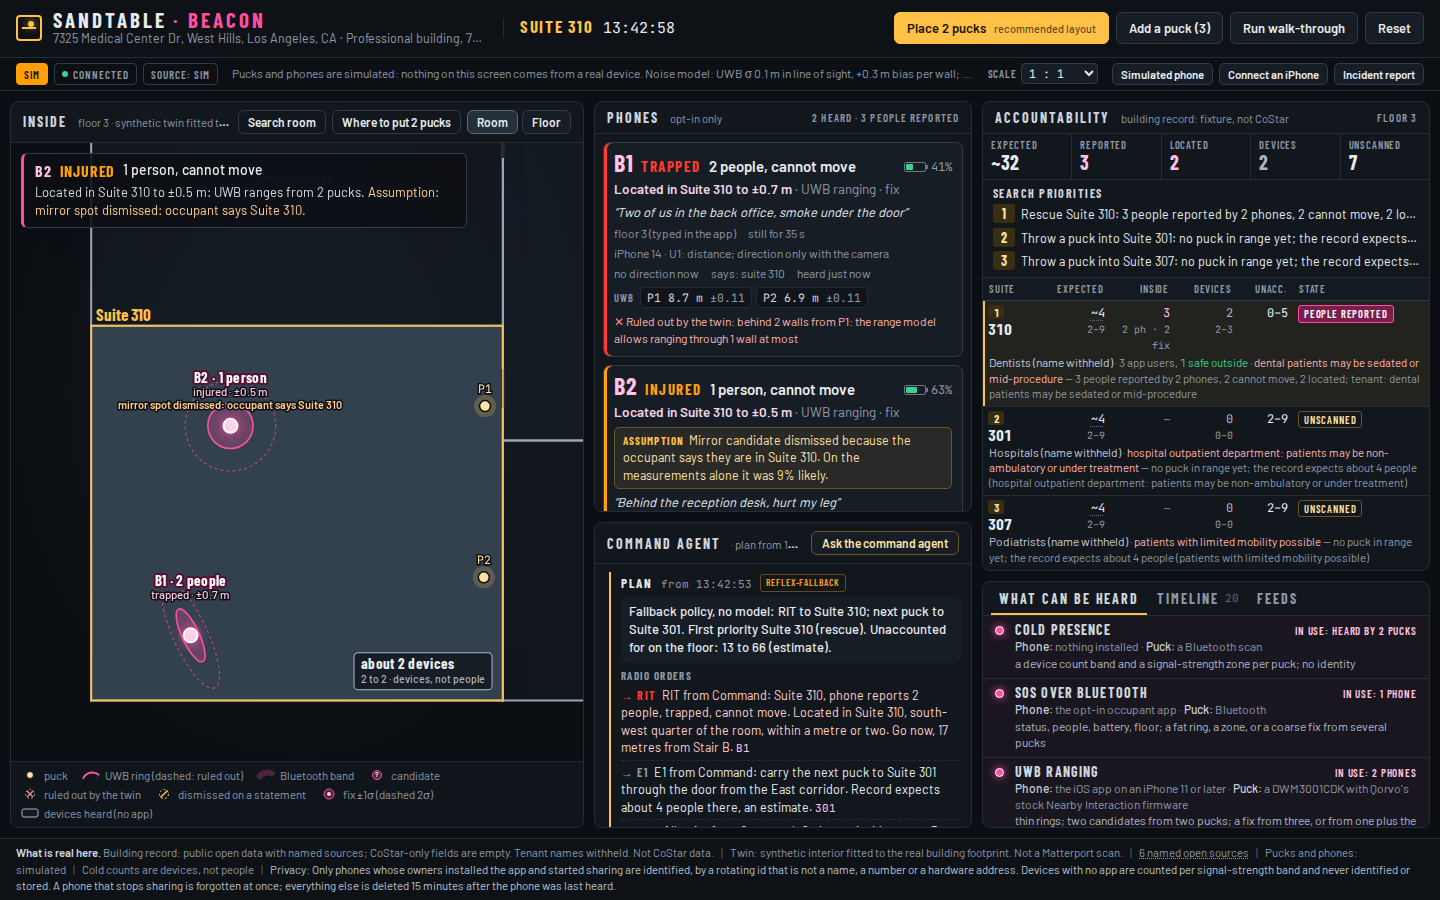 SANDTABLE · BEACON
7325 Medical Center Dr, West Hills, Los Angeles, CA · Professional building, 7...
SUITE 310 13:42:58
Place 2 pucks recommended layout
Add a puck (3)
Run walk-through
Reset
SIM
CONNECTED
SOURCE: SIM
Pucks and phones are simulated: nothing on this screen comes from a real device. Noise model: UWB σ 0.1 m in line of sight, +0.3 m bias per wall; ...
SCALE 1 : 1
Simulated phone
Connect an iPhone
Incident report
INSIDE floor 3 · synthetic twin fitted t...
Search room
Where to put 2 pucks
Room
Floor
B2 INJURED 1 person, cannot move
Located in Suite 310 to ±0.5 m: UWB ranges from 2 pucks. Assumption:
mirror spot dismissed: occupant says Suite 310.
Suite 310
B2 · 1 person
injured · ±0.5 m
mirror spot dismissed: occupant says Suite 310
P1
P2
B1 · 2 people
trapped · ±0.7 m
about 2 devices
2 to 2 · devices, not people
puck
UWB ring (dashed: ruled out)
Bluetooth band
candidate
ruled out by the twin
dismissed on a statement
fix ±1σ (dashed 2σ)
devices heard (no app)
PHONES opt-in only
2 HEARD · 3 PEOPLE REPORTED
B1 TRAPPED 2 people, cannot move 41%
Located in Suite 310 to ±0.7 m · UWB ranging · fix
"Two of us in the back office, smoke under the door"
floor 3 (typed in the app) still for 35 s
iPhone 14 · U1: distance; direction only with the camera
no direction now says: suite 310 heard just now
UWB P1 8.7 m ±0.11 P2 6.9 m ±0.11
✕ Ruled out by the twin: behind 2 walls from P1: the range model
allows ranging through 1 wall at most
B2 INJURED 1 person, cannot move 63%
Located in Suite 310 to ±0.5 m · UWB ranging · fix
ASSUMPTION Mirror candidate dismissed because the
occupant says they are in Suite 310. On the
measurements alone it was 9% likely.
"Behind the reception desk, hurt my leg"
COMMAND AGENT · plan from 1...
Ask the command agent
PLAN from 13:42:53 REFLEX-FALLBACK
Fallback policy, no model: RIT to Suite 310; next puck to
Suite 301. First priority Suite 310 (rescue). Unaccounted
for on the floor: 13 to 66 (estimate).
RADIO ORDERS
→ RIT RIT from Command: Suite 310, phone reports 2
people, trapped, cannot move. Located in Suite 310, south-
west quarter of the room, within a metre or two. Go now, 17
metres from Stair B. B1
→ E1 E1 from Command: carry the next puck to Suite 301
through the door from the East corridor. Record expects
about 4 people there, an estimate. 301
ACCOUNTABILITY building record: fixture, not CoStar
FLOOR 3
EXPECTED REPORTED LOCATED DEVICES UNSCANNED
~32 3 2 2 7
SEARCH PRIORITIES
1 Rescue Suite 310: 3 people reported by 2 phones, 2 cannot move, 2 lo...
2 Throw a puck into Suite 301: no puck in range yet; the record expects...
3 Throw a puck into Suite 307: no puck in range yet; the record expects...
SUITE EXPECTED INSIDE DEVICES UNACC. STATE
1 ~4 3 2 0-5 PEOPLE REPORTED
310 2-9 2 ph · 2 2-3
fix
Dentists (name withheld) · 3 app users, 1 safe outside · dental patients may be sedated or
mid-procedure — 3 people reported by 2 phones, 2 cannot move, 2 located; tenant: dental
patients may be sedated or mid-procedure
2 ~4 — 0 2-9 UNSCANNED
301 2-9 0-0
Hospitals (name withheld) · hospital outpatient department: patients may be non-
ambulatory or under treatment — no puck in range yet; the record expects about 4 people
(hospital outpatient department: patients may be non-ambulatory or under treatment)
3 ~4 — 0 2-9 UNSCANNED
307 2-9 0-0
Podiatrists (name withheld) · patients with limited mobility possible — no puck in range
yet; the record expects about 4 people (patients with limited mobility possible)
WHAT CAN BE HEARD
TIMELINE 20
FEEDS
COLD PRESENCE IN USE: HEARD BY 2 PUCKS
Phone: nothing installed · Puck: a Bluetooth scan
a device count band and a signal-strength zone per puck; no identity
SOS OVER BLUETOOTH IN USE: 1 PHONE
Phone: the opt-in occupant app · Puck: Bluetooth
status, people, battery, floor; a fat ring, a zone, or a coarse fix from several
pucks
UWB RANGING IN USE: 2 PHONES
Phone: the iOS app on an iPhone 11 or later · Puck: a DWM3001CDK with Qorvo's
stock Nearby Interaction firmware
thin rings; two candidates from two pucks; a fix from three, or from one plus the
What is real here. Building record: public open data with named sources; CoStar-only fields are empty. Tenant names withheld. Not CoStar data. | Twin: synthetic interior fitted to the real building footprint. Not a Matterport scan. | 6 named open sources | Pucks and phones:
simulated | Cold counts are devices, not people | Privacy: Only phones whose owners installed the app and started sharing are identified, by a rotating id that is not a name, a number or a hardware address. Devices with no app are counted per signal-strength band and never identified or
stored. A phone that stops sharing is forgotten at once; everything else is deleted 15 minutes after the phone was last heard.